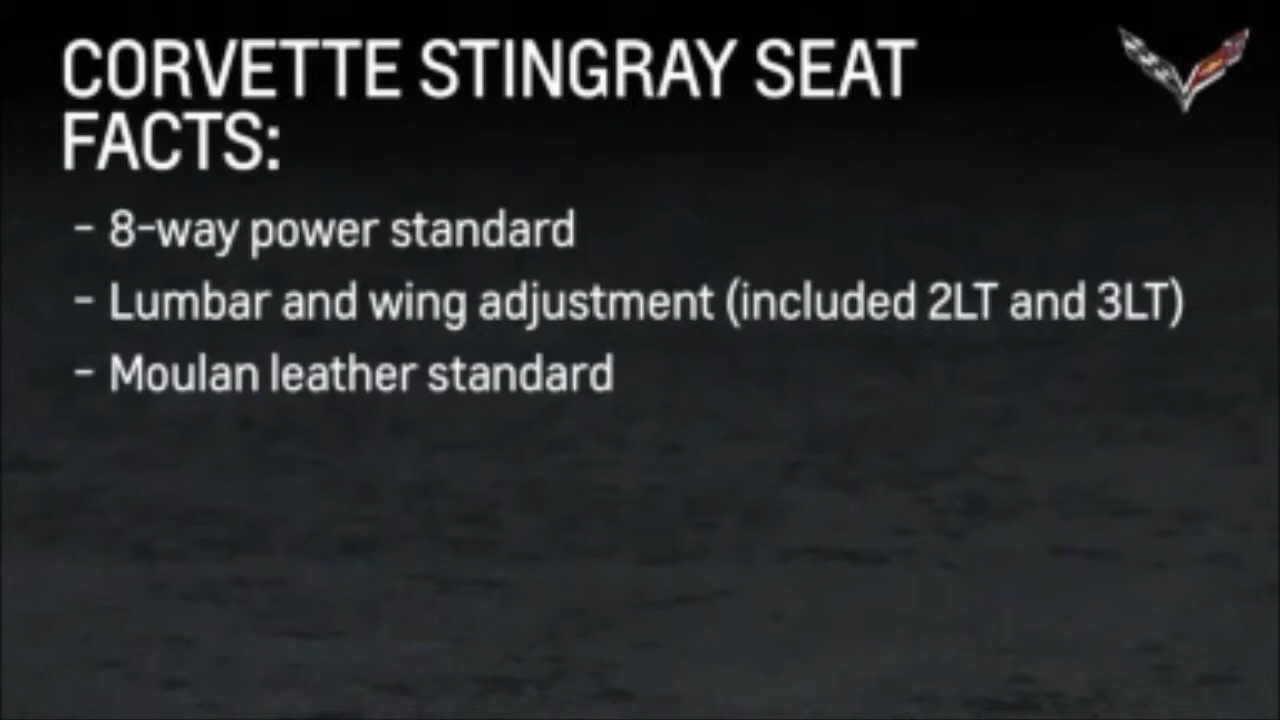 CORVETTE STINGRAY SEAT
FACTS:
- 8-way power standard
- Lumbar and wing adjustment (included 2LT and 3LT)
- Moulan leather standard